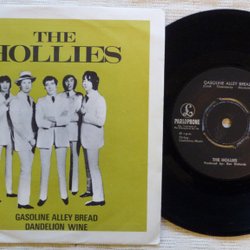 THE
HOLLIES
GASOLINE ALLEY BREAD
DANDELION WINE
GASOLINE ALLEY BREAD
PARLOPHONE
THE HOLLIES